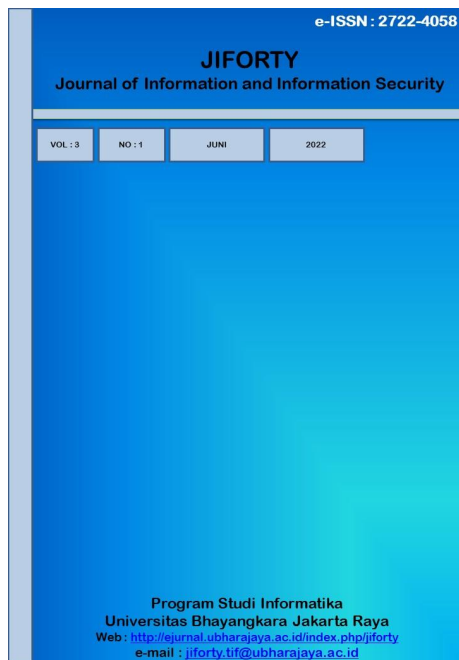 e-ISSN : 2722-4058
JIFORTY
Journal of Information and Information Security
VOL : 3 NO : 1 JUNI 2022
Program Studi Informatika
Universitas Bhayangkara Jakarta Raya
Web : http://ejurnal.ubharajaya.ac.id/index.php/jiforty
e-mail : jiforty.tif@ubharajaya.ac.id